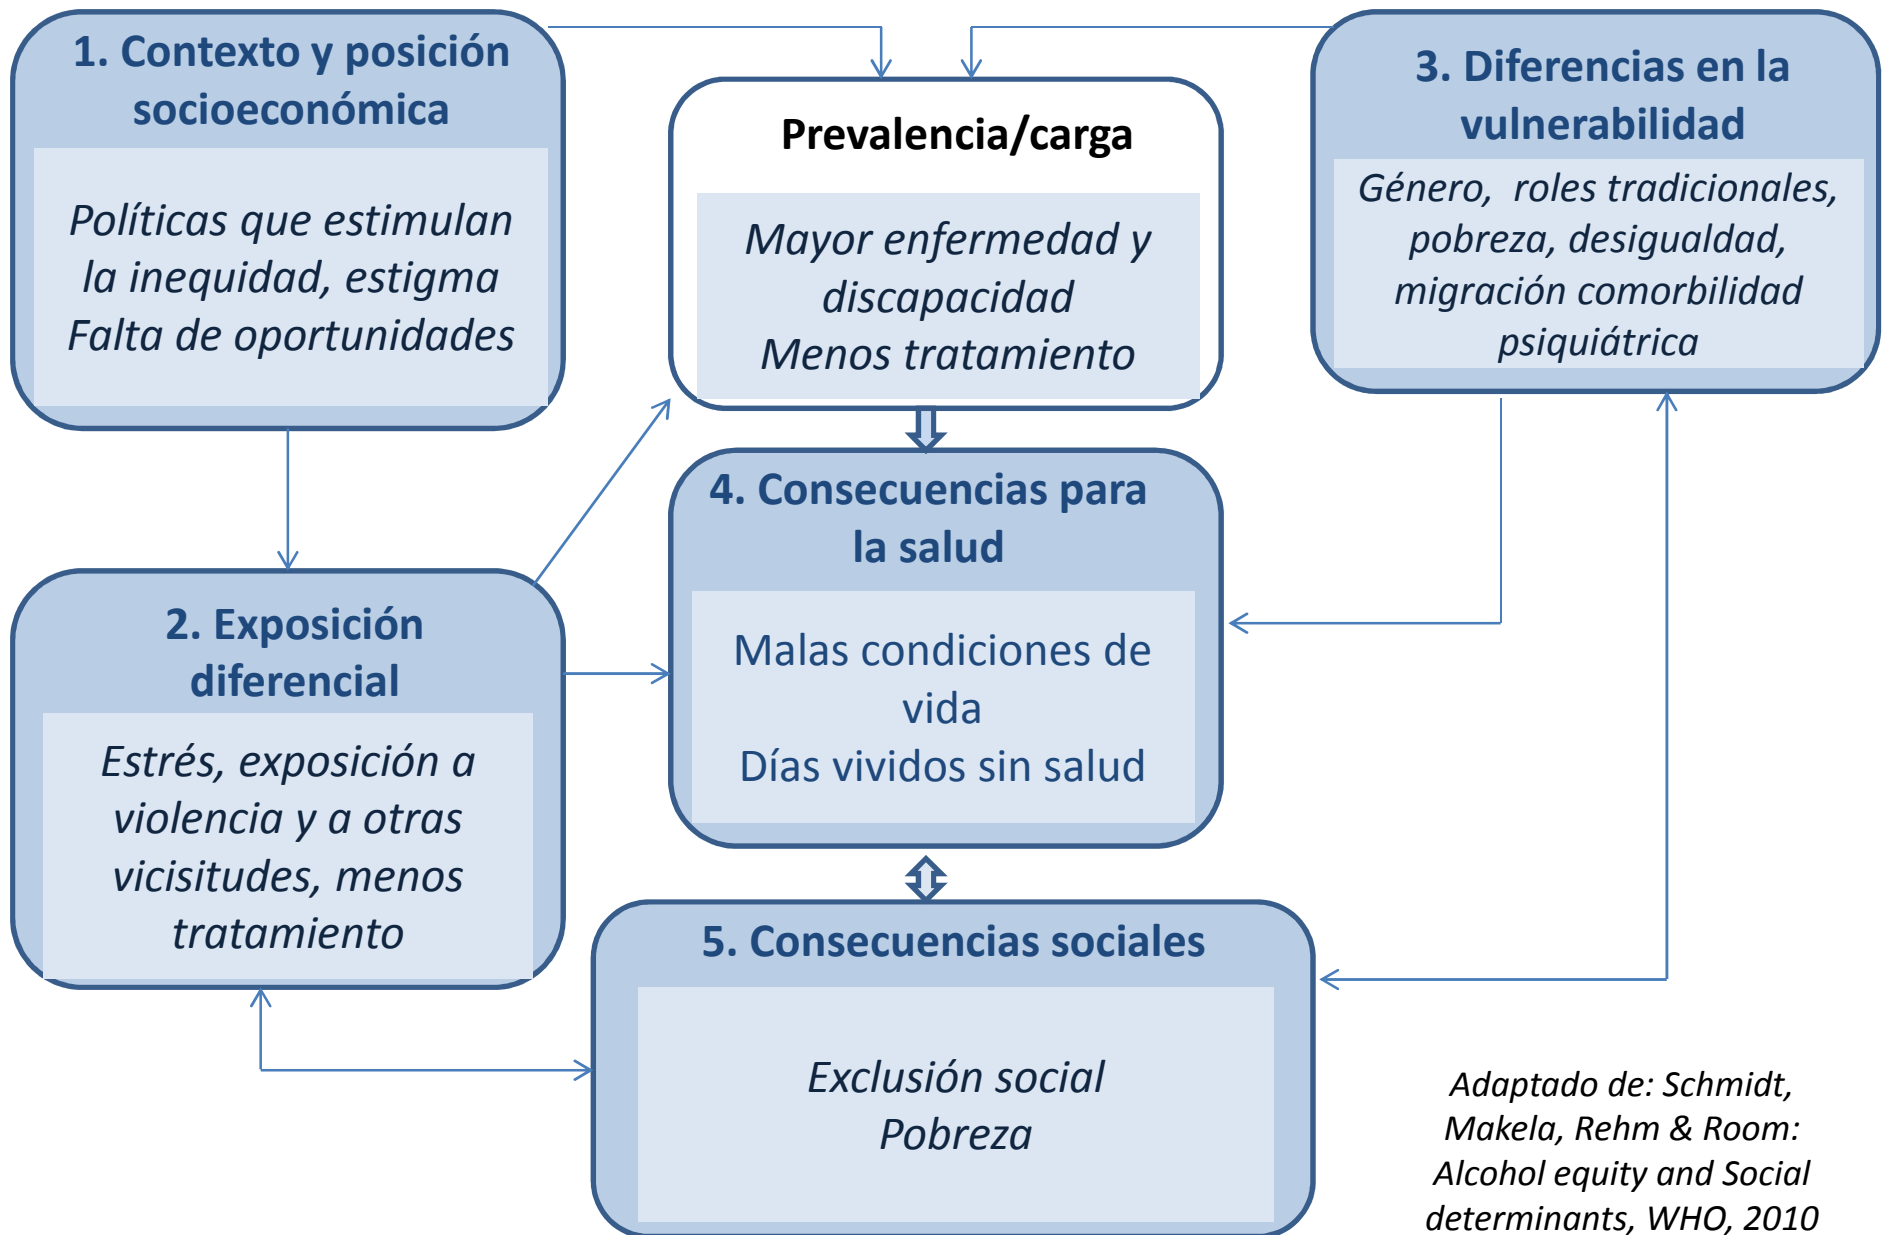 1. Contexto y posición
socioeconómica
Políticas que estimulan
la inequidad, estigma
Falta de oportunidades
Prevalencia/carga
Mayor enfermedad y
discapacidad
Menos tratamiento
3. Diferencias en la
vulnerabilidad
Género, roles tradicionales,
pobreza, desigualdad,
migración comorbilidad
psiquiátrica
2. Exposición
diferencial
Estrés, exposición a
violencia y a otras
vicisitudes, menos
tratamiento
4. Consecuencias para
la salud
Malas condiciones de
vida
Días vividos sin salud
5. Consecuencias sociales
Exclusión social
Pobreza
Adaptado de: Schmidt,
Makela, Rehm & Room:
Alcohol equity and Social
determinants, WHO, 2010